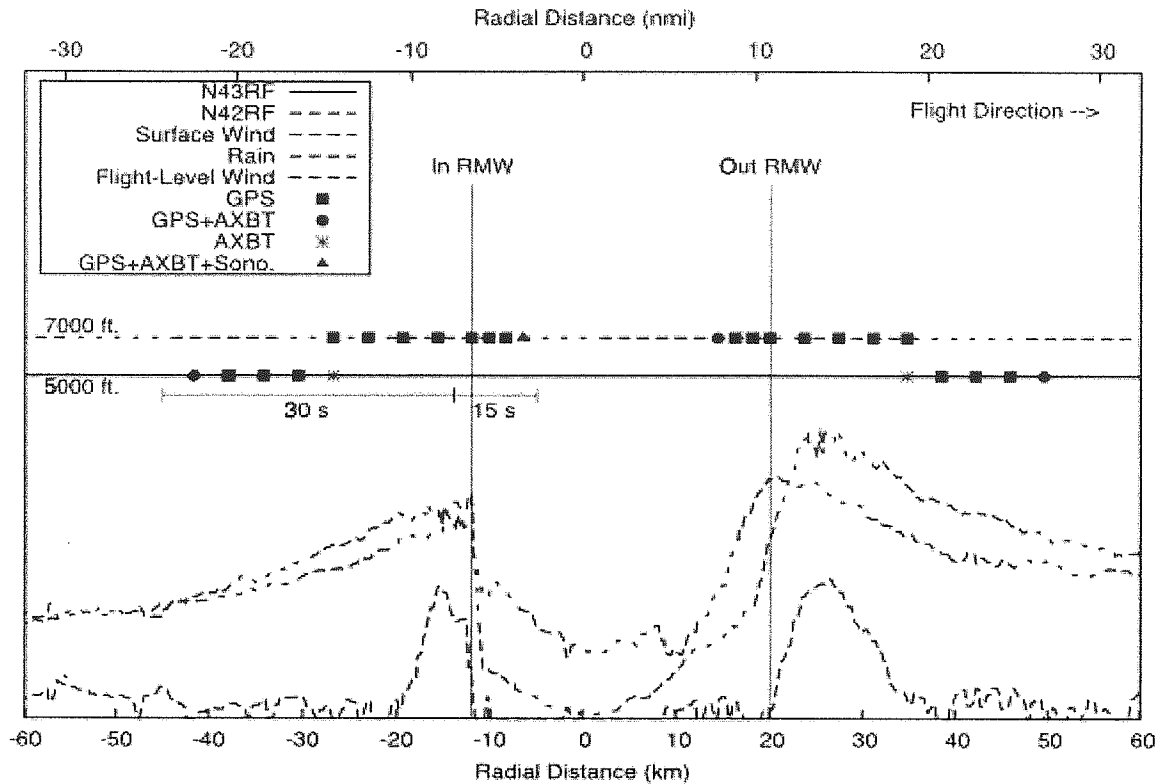 Radial Distance (nmi)
-30 -20 -10 0 10 20 30
N43RF
N42RF
Surface Wind
Rain
Flight-Level Wind
GPS
GPS+AXBT
AXBT
GPS+AXBT+Sono.
Flight Direction -->
In RMW
Out RMW
7000 ft.
5000 ft.
30 s
15 s
-60 -50 -40 -30 -20 -10 0 10 20 30 40 50 60
Radial Distance (km)